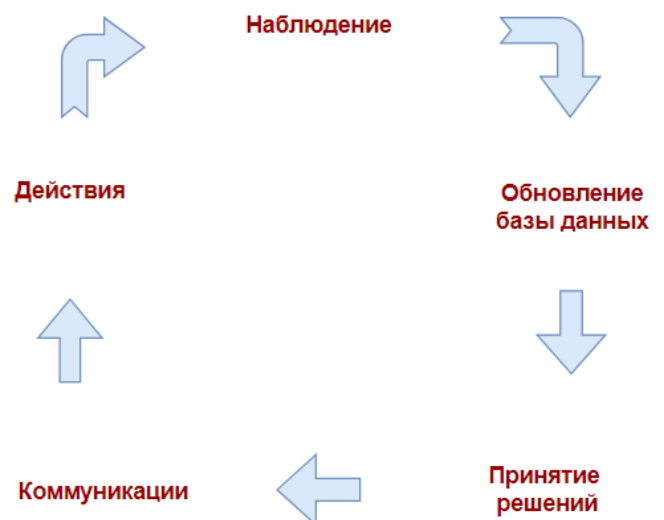 Наблюдение
Действия
Обновление
базы данных
Коммуникации
Принятие
решений